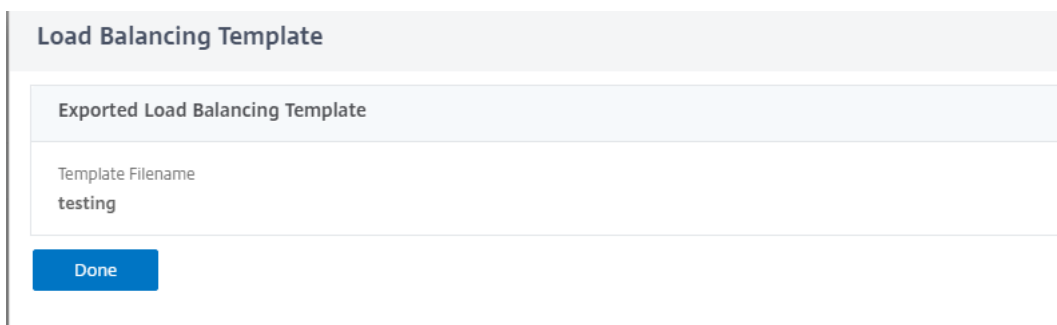 Load Balancing Template
Exported Load Balancing Template
Template Filename
testing
Done